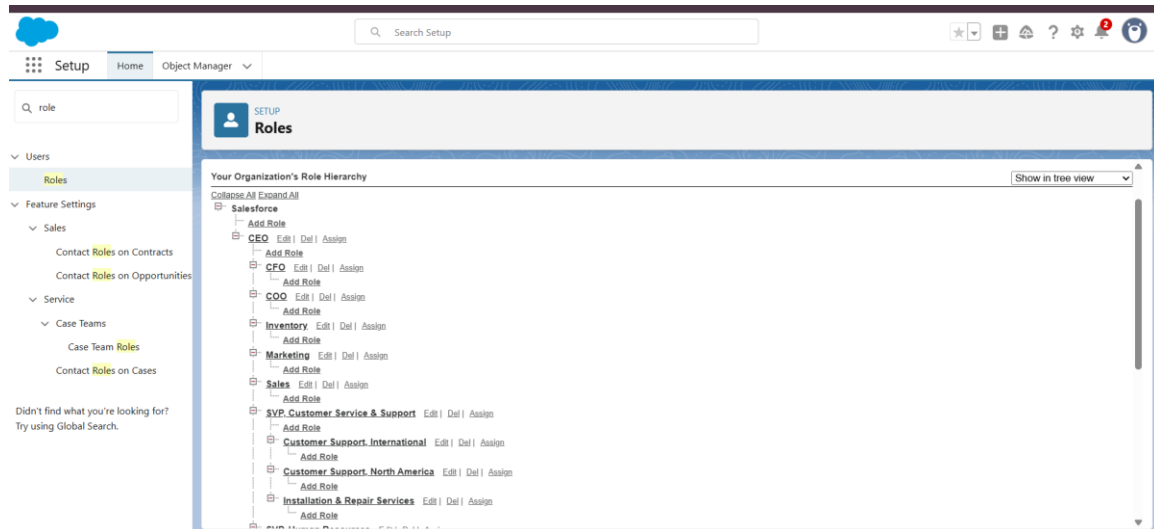 Search Setup
2
Setup
Home
Object Manager
role
Users
Roles
Feature Settings
Sales
Contact Roles on Contracts
Contact Roles on Opportunities
Service
Case Teams
Case Team Roles
Contact Roles on Cases
Didn't find what you're looking for?
Try using Global Search.
SETUP
Roles
Your Organization's Role Hierarchy
Show in tree view
Collapse All Expand All
Salesforce
Add Role
CEO Edit | Del | Assign
Add Role
CFO Edit | Del | Assign
Add Role
COO Edit | Del | Assign
Add Role
Inventory Edit | Del | Assign
Add Role
Marketing Edit | Del | Assign
Add Role
Sales Edit | Del | Assign
Add Role
SVP, Customer Service & Support Edit | Del | Assign
Add Role
Customer Support, International Edit | Del | Assign
Add Role
Customer Support, North America Edit | Del | Assign
Add Role
Installation & Repair Services Edit | Del | Assign
Add Role